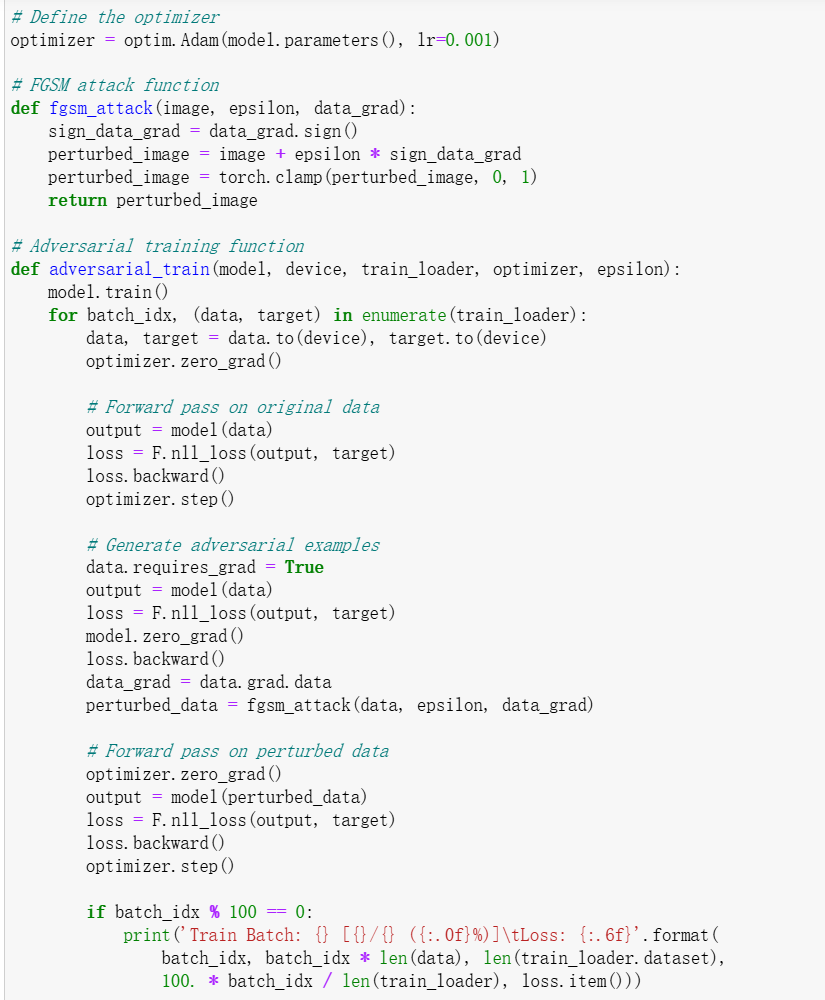 # Define the optimizer
optimizer = optim.Adam(model.parameters(), lr=0.001)

# FGSM attack function
def fgsm_attack(image, epsilon, data_grad):
    sign_data_grad = data_grad.sign()
    perturbed_image = image + epsilon * sign_data_grad
    perturbed_image = torch.clamp(perturbed_image, 0, 1)
    return perturbed_image

# Adversarial training function
def adversarial_train(model, device, train_loader, optimizer, epsilon):
    model.train()
    for batch_idx, (data, target) in enumerate(train_loader):
        data, target = data.to(device), target.to(device)
        optimizer.zero_grad()

        # Forward pass on original data
        output = model(data)
        loss = F.nll_loss(output, target)
        loss.backward()
        optimizer.step()

        # Generate adversarial examples
        data.requires_grad = True
        output = model(data)
        loss = F.nll_loss(output, target)
        model.zero_grad()
        loss.backward()
        data_grad = data.grad.data
        perturbed_data = fgsm_attack(data, epsilon, data_grad)

        # Forward pass on perturbed data
        optimizer.zero_grad()
        output = model(perturbed_data)
        loss = F.nll_loss(output, target)
        loss.backward()
        optimizer.step()

        if batch_idx % 100 == 0:
            print('Train Batch: {} [{}/{} ({:.0f}%)]\tLoss: {:.6f}'.format(
                batch_idx, batch_idx * len(data), len(train_loader.dataset),
                100. * batch_idx / len(train_loader), loss.item()))